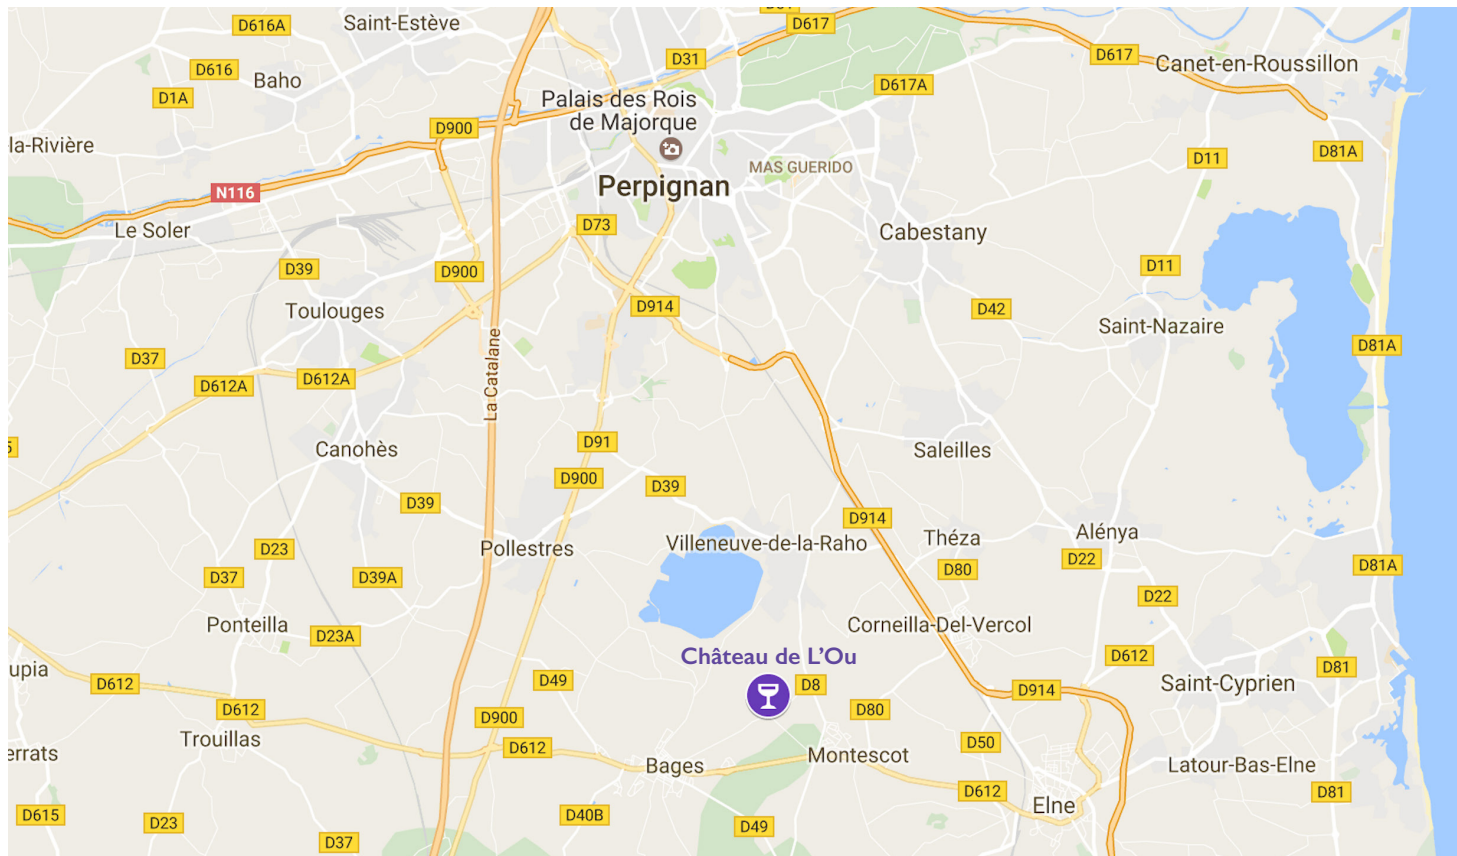 D616A
Saint-Estève
D617
D31
D617
Canet-en-Roussillon
D616
Baho
D617A
D1A
Palais des Rois
de Majorque
D900
-la-Rivière
D11
D81A
MAS GUERIDO
N116
Perpignan
Le Soler
D73
Cabestany
D39
D900
D11
Toulouges
D914
D42
Saint-Nazaire
D37
D81A
D612A
D612A
La Catalane
Canohès
D91
Saleilles
D900
D39
D39
D914
Pollestres
Villeneuve-de-la-Raho
Théza
Alénya
D23
D22
D37
D39A
D80
D81A
D22
Ponteilla
D23A
Corneilla-Del-Vercol
Château de L'Ou
D612
upia
D612
D49
D8
D914
Saint-Cyprien
D81
D612
D900
D80
Trouillas
D612
D50
errats
Bages
Montescot
Latour-Bas-Elne
D612
D81
Elne
D615
D23
D40B
D49
D37